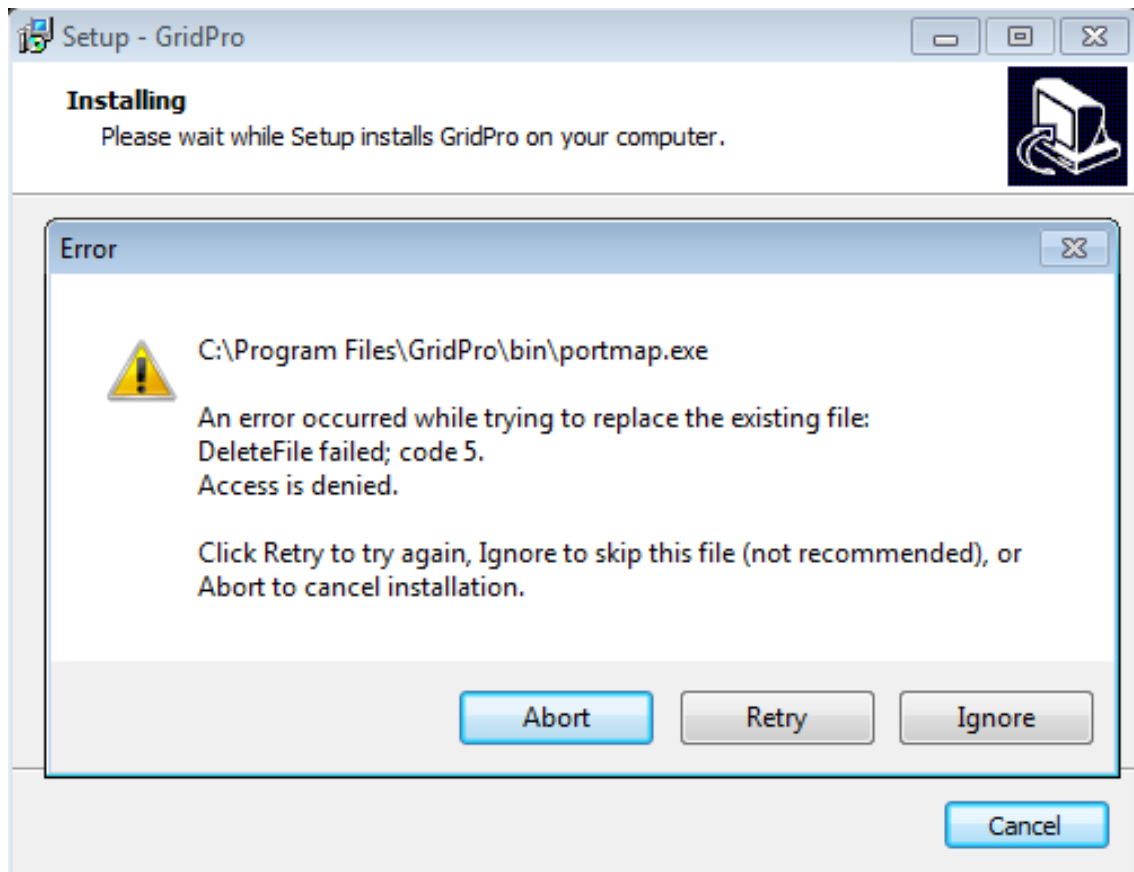 Setup - GridPro
Installing
Please wait while Setup installs GridPro on your computer.
Error
C:\Program Files\GridPro\bin\portmap.exe
An error occurred while trying to replace the existing file:
DeleteFile failed; code 5.
Access is denied.
Click Retry to try again, Ignore to skip this file (not recommended), or
Abort to cancel installation.
Abort Retry Ignore
Cancel